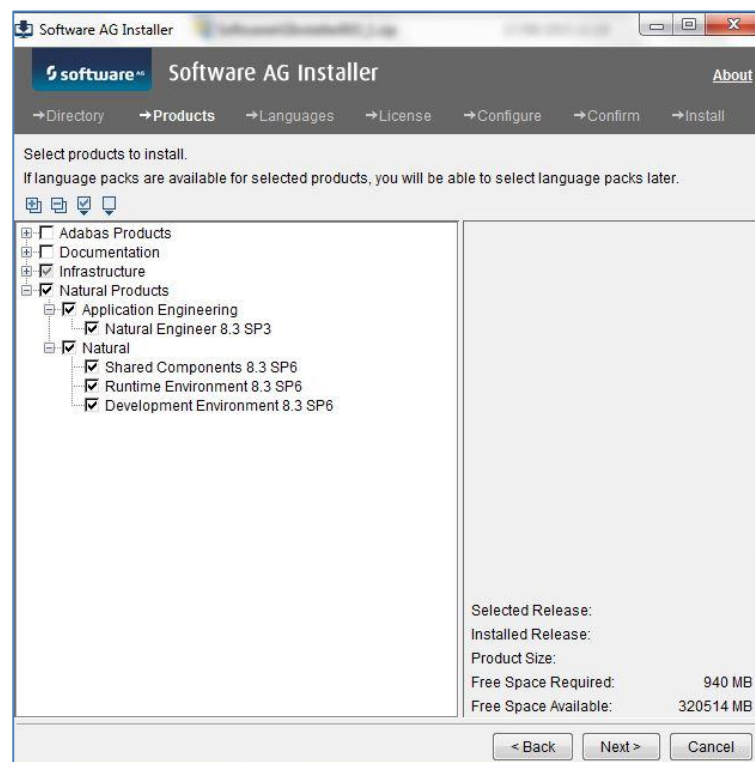 Software AG Installer
software AG Software AG Installer About
→Directory →Products →Languages →License →Configure →Confirm →Install
Select products to install.
If language packs are available for selected products, you will be able to select language packs later.
Adabas Products
Documentation
Infrastructure
Natural Products
Application Engineering
Natural Engineer 8.3 SP3
Natural
Shared Components 8.3 SP6
Runtime Environment 8.3 SP6
Development Environment 8.3 SP6
Selected Release:
Installed Release:
Product Size:
Free Space Required: 940 MB
Free Space Available: 320514 MB
< Back Next > Cancel